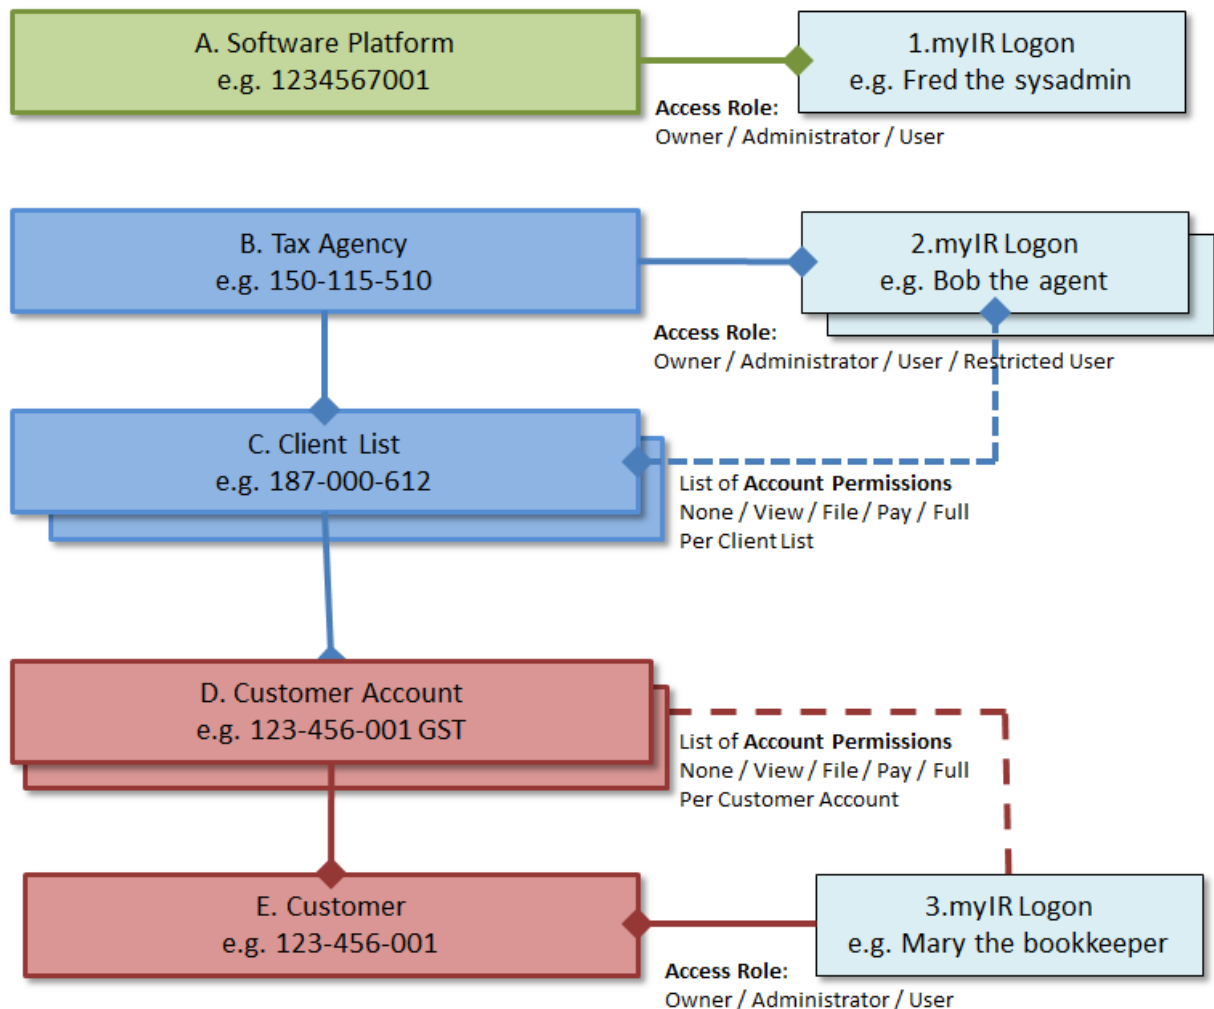 A. Software Platform
e.g. 1234567001
1.myIR Logon
e.g. Fred the sysadmin
Access Role:
Owner / Administrator / User
B. Tax Agency
e.g. 150-115-510
2.myIR Logon
e.g. Bob the agent
Access Role:
Owner / Administrator / User / Restricted User
C. Client List
e.g. 187-000-612
List of Account Permissions
None / View / File / Pay / Full
Per Client List
D. Customer Account
e.g. 123-456-001 GST
List of Account Permissions
None / View / File / Pay / Full
Per Customer Account
E. Customer
e.g. 123-456-001
3.myIR Logon
e.g. Mary the bookkeeper
Access Role:
Owner / Administrator / User